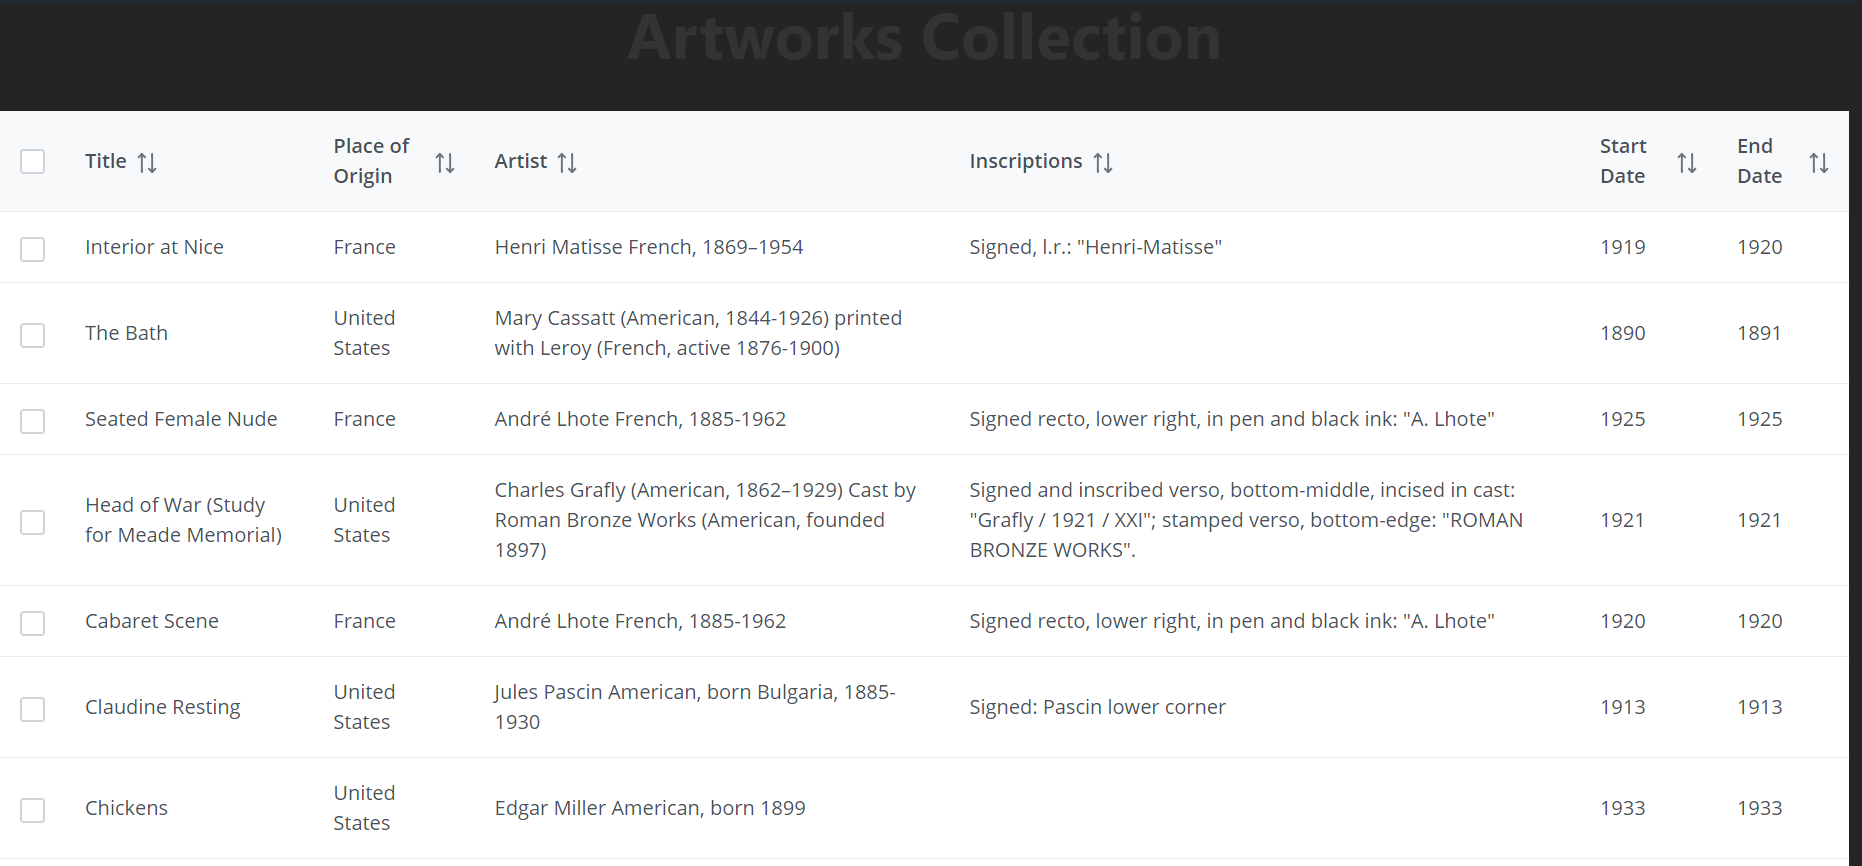 Artworks Collection
Title
Place of
Origin
Artist
Inscriptions
Start
Date
End
Date
Interior at Nice
France
Henri Matisse French, 1869–1954
Signed, l.r.: "Henri-Matisse"
1919
1920
The Bath
United
States
Mary Cassatt (American, 1844-1926) printed
with Leroy (French, active 1876-1900)
1890
1891
Seated Female Nude
France
André Lhote French, 1885-1962
Signed recto, lower right, in pen and black ink: "A. Lhote"
1925
1925
Head of War (Study
for Meade Memorial)
United
States
Charles Grafly (American, 1862–1929) Cast by
Roman Bronze Works (American, founded
1897)
Signed and inscribed verso, bottom-middle, incised in cast:
"Grafly / 1921 / XXI"; stamped verso, bottom-edge: "ROMAN
BRONZE WORKS".
1921
1921
Cabaret Scene
France
André Lhote French, 1885-1962
Signed recto, lower right, in pen and black ink: "A. Lhote"
1920
1920
Claudine Resting
United
States
Jules Pascin American, born Bulgaria, 1885-
1930
Signed: Pascin lower corner
1913
1913
Chickens
United
States
Edgar Miller American, born 1899
1933
1933